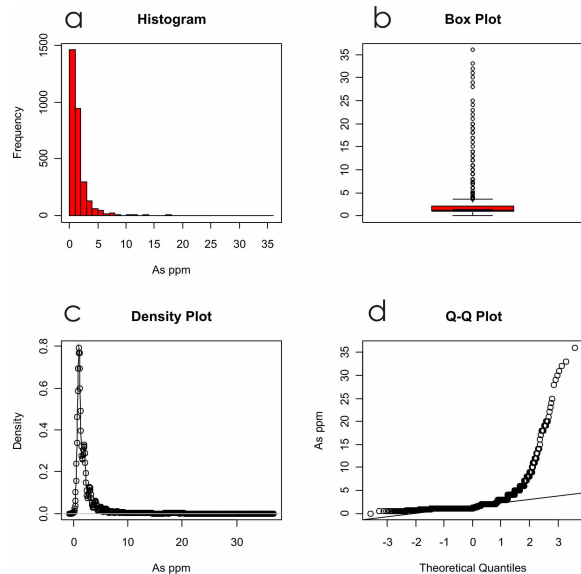 a
Histogram
Frequency
0
500
1000
1500
0 5 10 15 20 25 30 35
As ppm
b
Box Plot
0
5
10
15
20
25
30
35
c
Density Plot
Density
0.0
0.2
0.4
0.6
0.8
0 10 20 30
As ppm
d
Q-Q Plot
As ppm
0
5
10
15
20
25
30
35
-3 -2 -1 0 1 2 3
Theoretical Quantiles